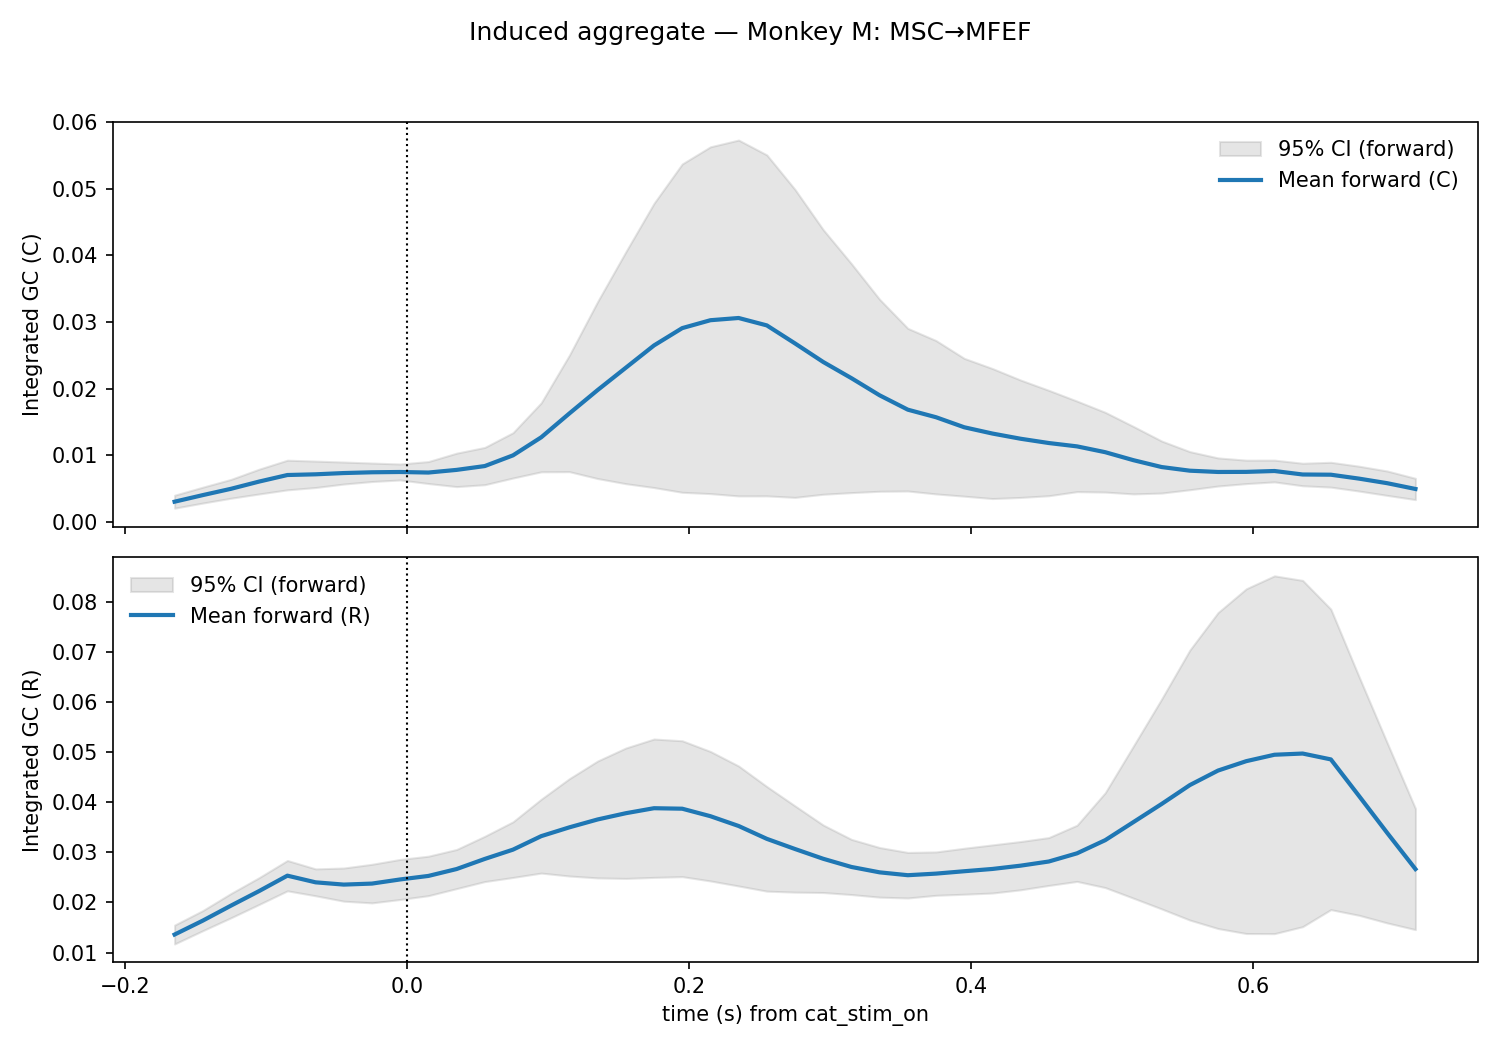 Induced aggregate — Monkey M: MSC→MFEF
0.06
0.05
0.04
0.03
0.02
0.01
0.00
Integrated GC (C)
95% CI (forward)
Mean forward (C)
0.08
0.07
0.06
0.05
0.04
0.03
0.02
0.01
Integrated GC (R)
95% CI (forward)
Mean forward (R)
−0.2
0.0
0.2
0.4
0.6
time (s) from cat_stim_on